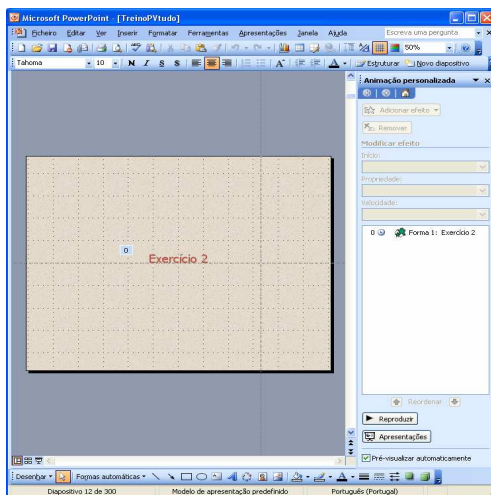 Microsoft PowerPoint - [TreinoPVtudo]
Ficheiro Editar Ver Inserir Formatar Ferramentas Apresentações Janela Ajuda Escreva uma pergunta
50%
Tahoma 10 N I S S Estruturar Novo diapositivo
Animação personalizada
Adicionar efeito
Remover
Modificar efeito
Início:
Propriedade:
Velocidade:
0 Forma 1: Exercício 2
0
Exercício 2
Reordenar
Reproduzir
Apresentações
Pré-visualizar automaticamente
Desenhar Formas automáticas
Diapositivo 12 de 300 Modelo de apresentação predefinido Português (Portugal)